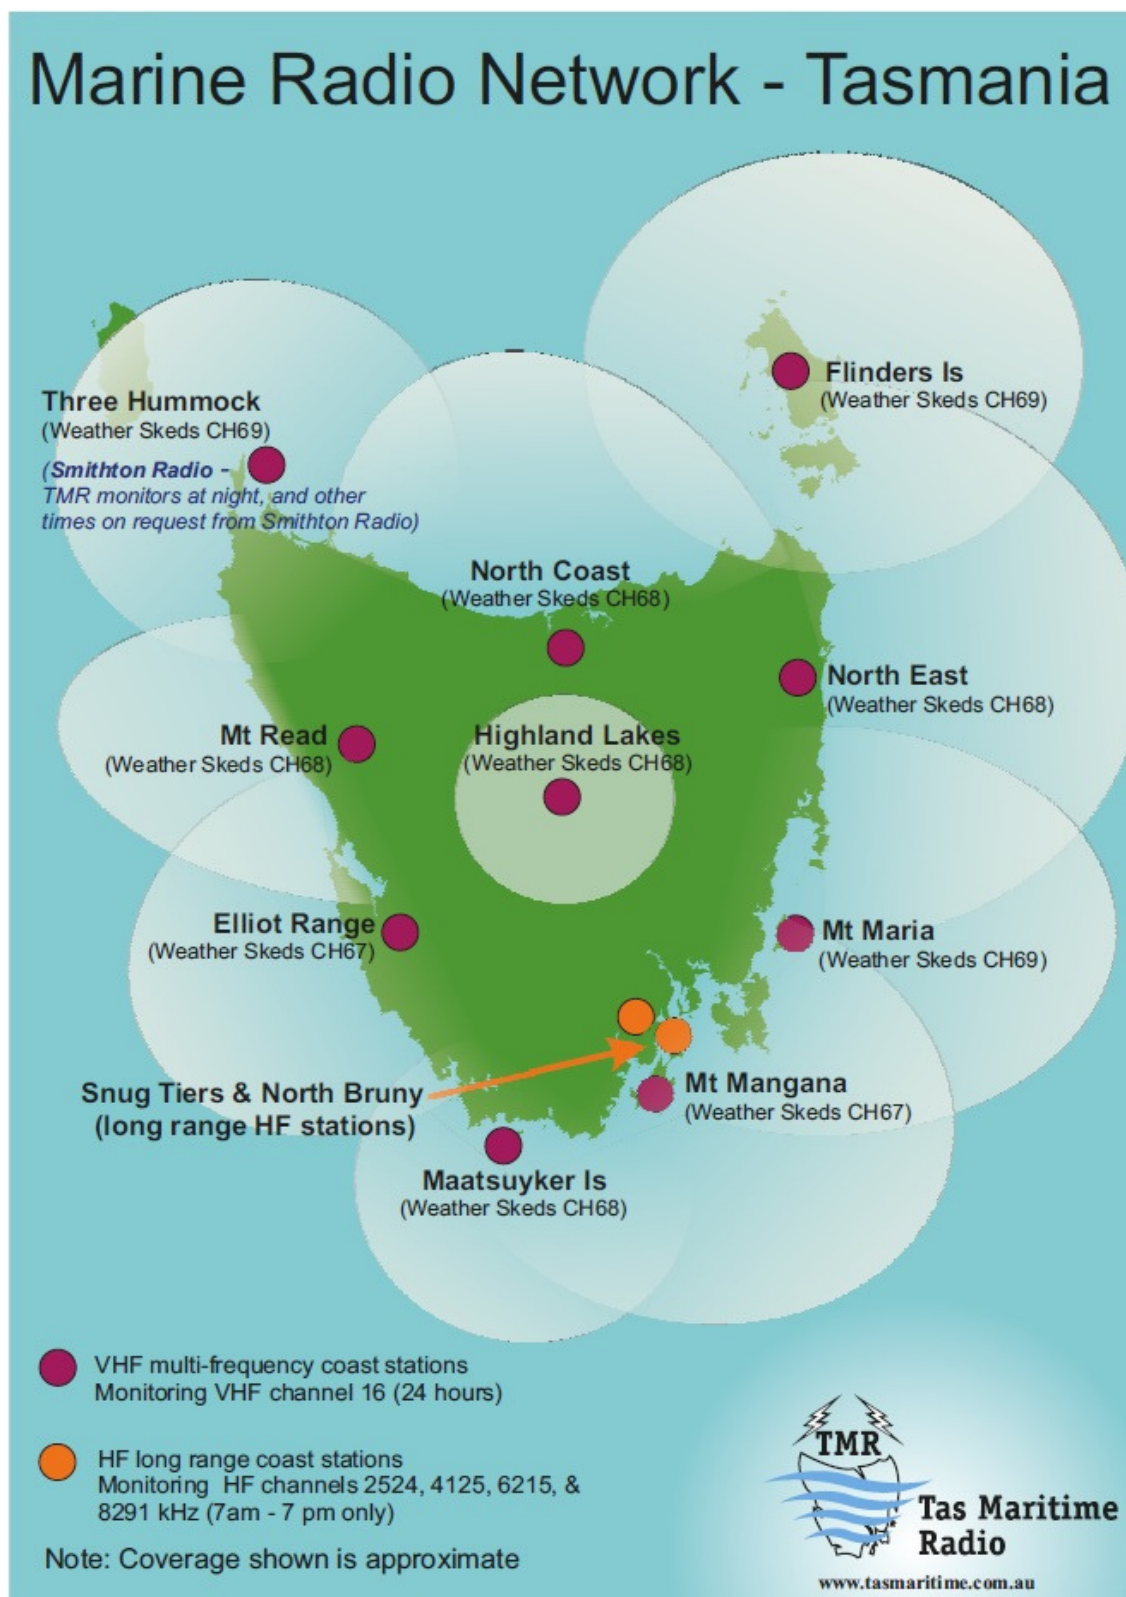 Marine Radio Network - Tasmania
Flinders Is
(Weather Skeds CH69)
Three Hummock
(Weather Skeds CH69)
(Smithton Radio -
TMR monitors at night, and other
times on request from Smithton Radio)
North Coast
(Weather Skeds CH68)
North East
(Weather Skeds CH68)
Mt Read
(Weather Skeds CH68)
Highland Lakes
(Weather Skeds CH68)
Elliot Range
(Weather Skeds CH67)
Mt Maria
(Weather Skeds CH69)
Snug Tiers & North Bruny
(long range HF stations)
Mt Mangana
(Weather Skeds CH67)
Maatsuyker Is
(Weather Skeds CH68)
VHF multi-frequency coast stations
Monitoring VHF channel 16 (24 hours)
HF long range coast stations
Monitoring HF channels 2524, 4125, 6215, &
8291 kHz (7am - 7 pm only)
Note: Coverage shown is approximate
TMR
Tas Maritime
Radio
www.tasmaritime.com.au